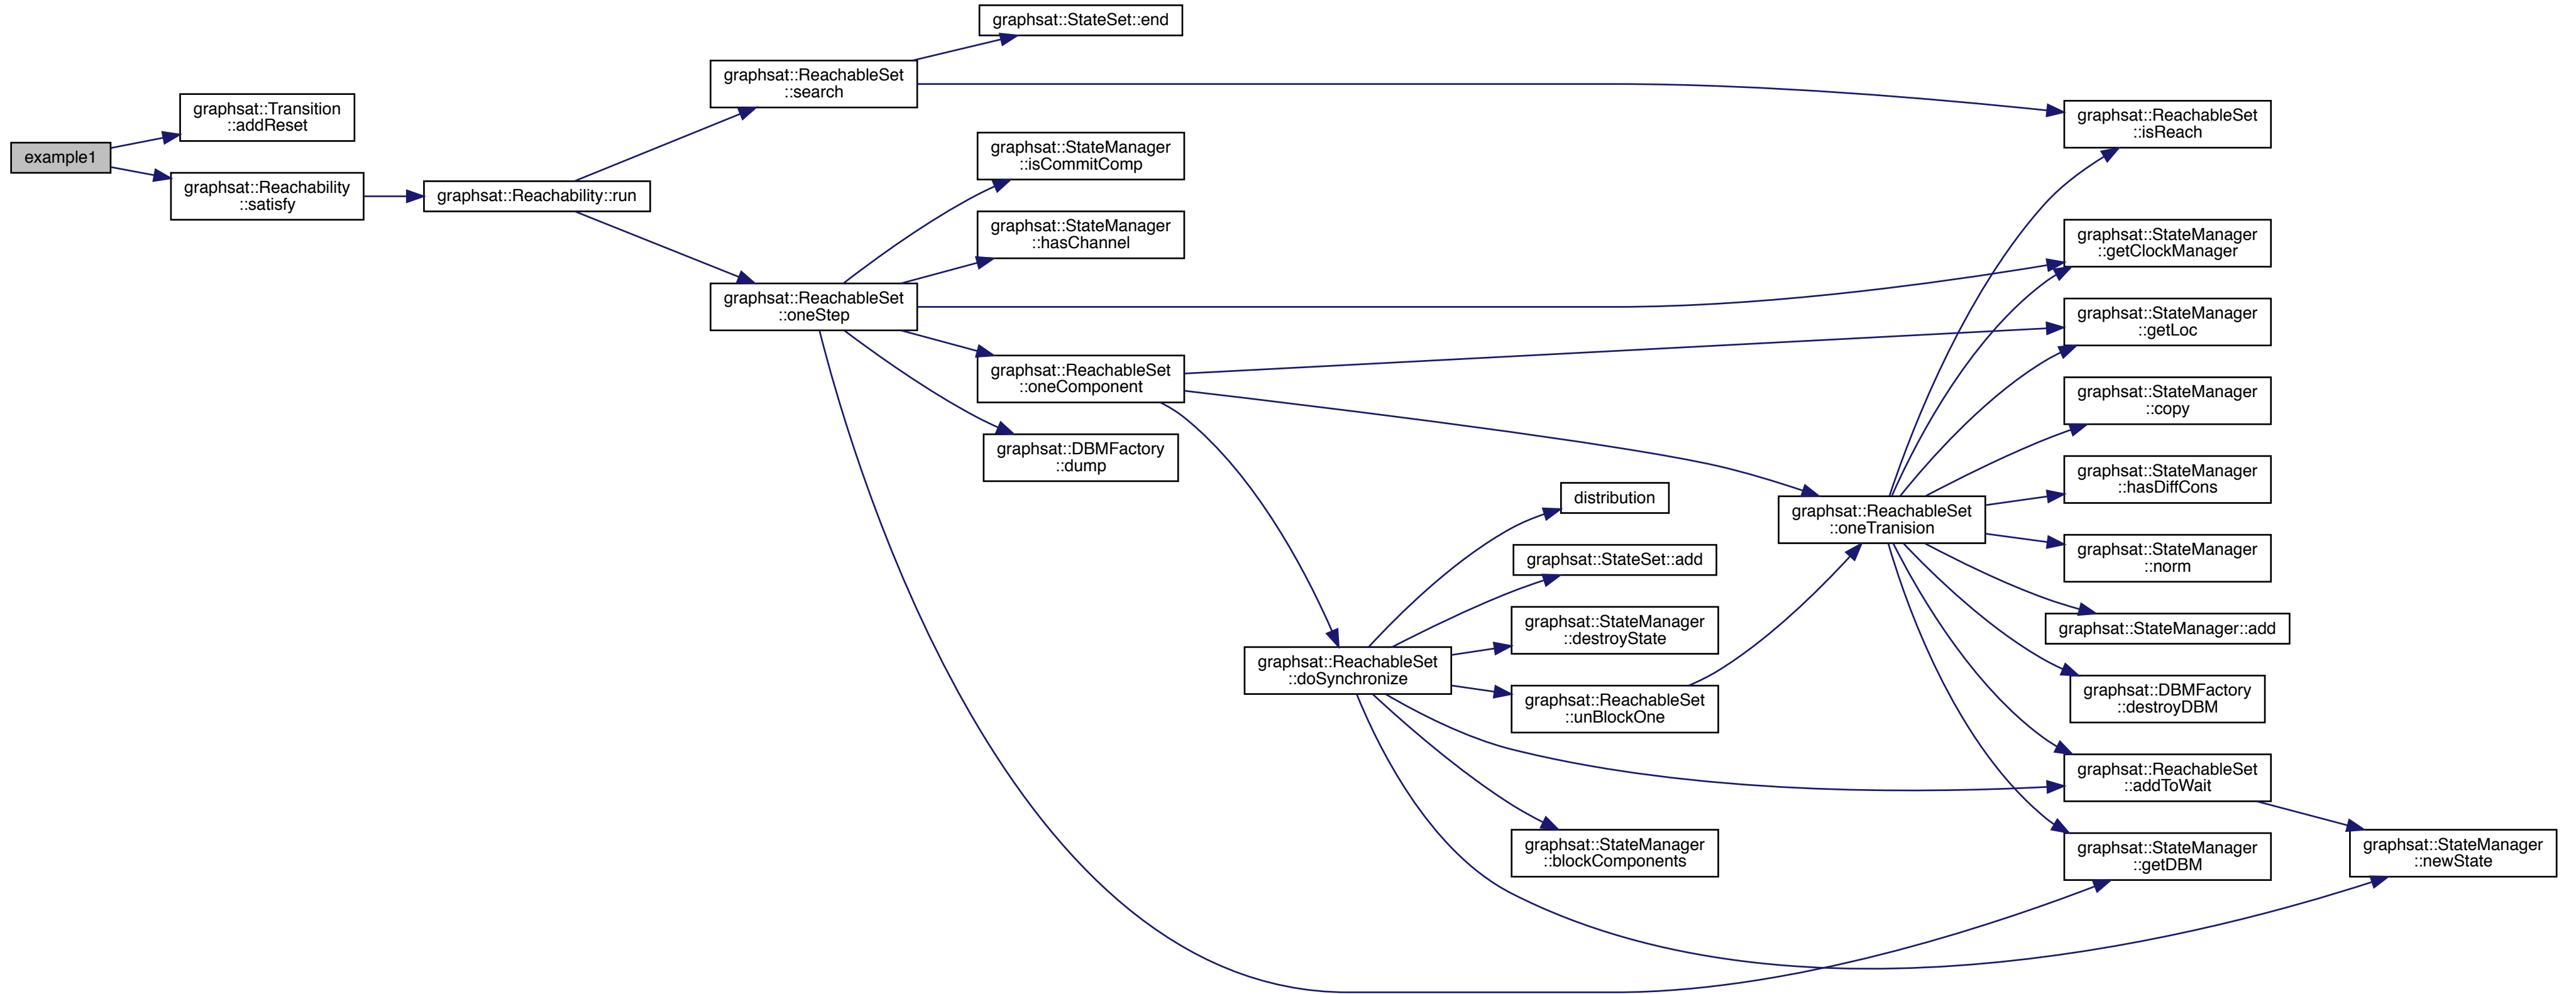 example1
graphsat::Transition
::addReset
graphsat::Reachability
::satisfy
graphsat::Reachability::run
graphsat::ReachableSet
::search
graphsat::ReachableSet
::oneStep
graphsat::StateSet::end
graphsat::StateManager
::isCommitComp
graphsat::StateManager
::hasChannel
graphsat::ReachableSet
::oneComponent
graphsat::DBMFactory
::dump
graphsat::ReachableSet
::doSynchronize
distribution
graphsat::StateSet::add
graphsat::StateManager
::destroyState
graphsat::ReachableSet
::unBlockOne
graphsat::StateManager
::blockComponents
graphsat::ReachableSet
::oneTranision
graphsat::ReachableSet
::isReach
graphsat::StateManager
::getClockManager
graphsat::StateManager
::getLoc
graphsat::StateManager
::copy
graphsat::StateManager
::hasDiffCons
graphsat::StateManager
::norm
graphsat::StateManager::add
graphsat::DBMFactory
::destroyDBM
graphsat::ReachableSet
::addToWait
graphsat::StateManager
::getDBM
graphsat::StateManager
::newState